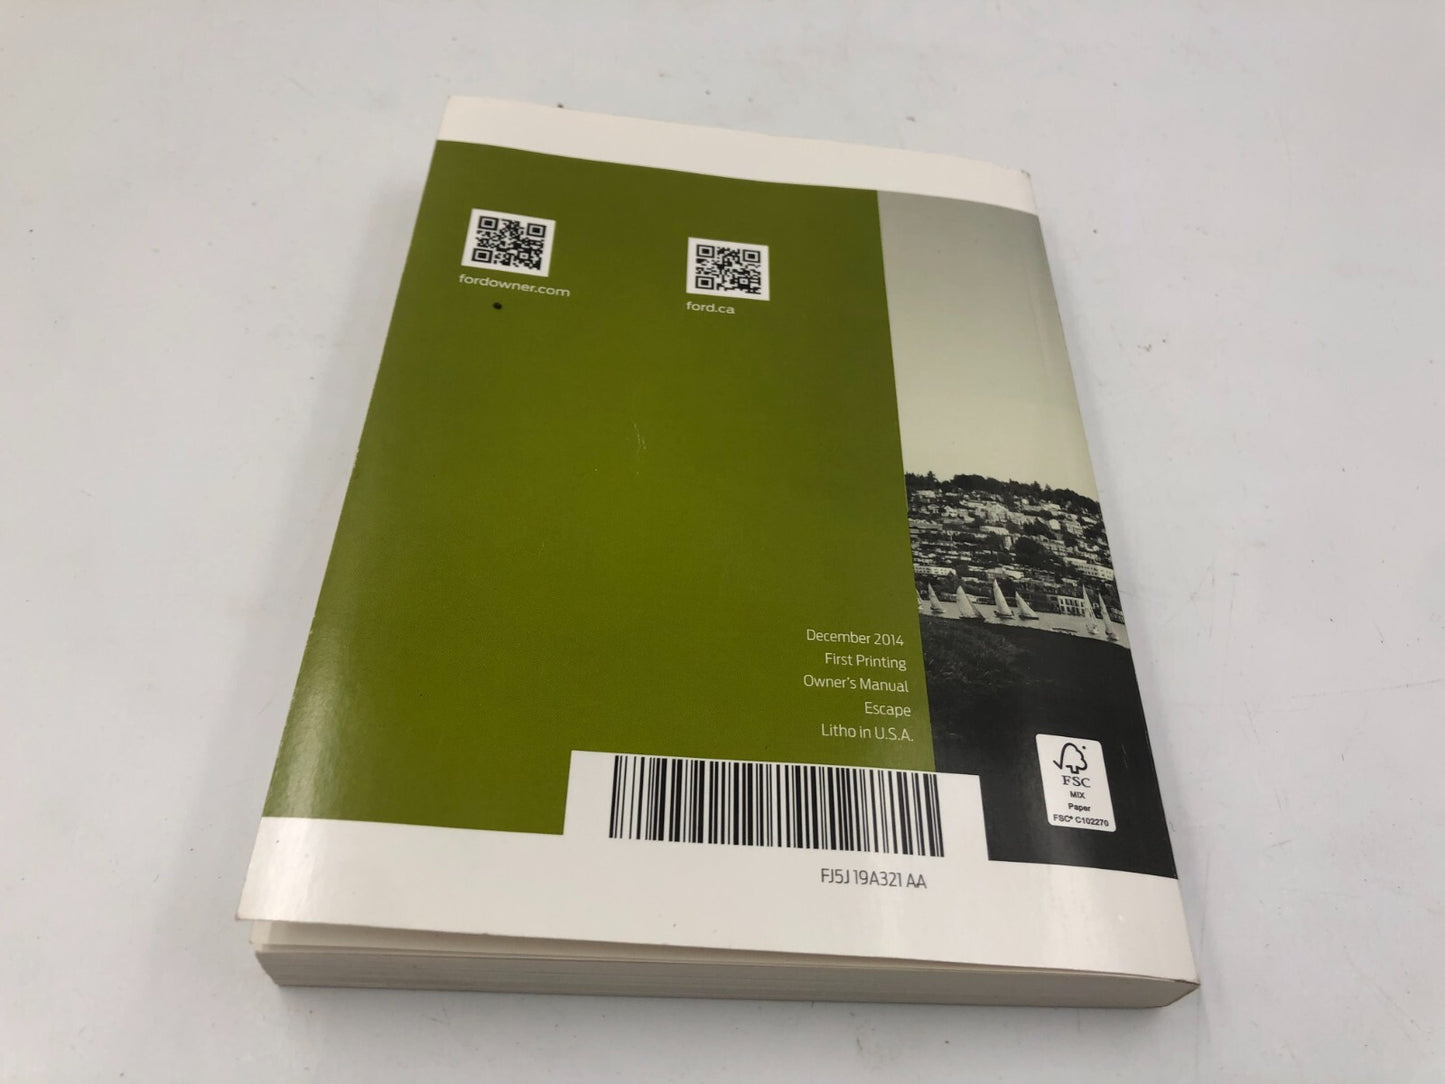 fordowner.com
ford.ca
December 2014
First Printing
Owner's Manual
Escape
Litho in U.S.A.
FSC
MIX
Paper
FSC® C102270
FJ5J 19A321 AA